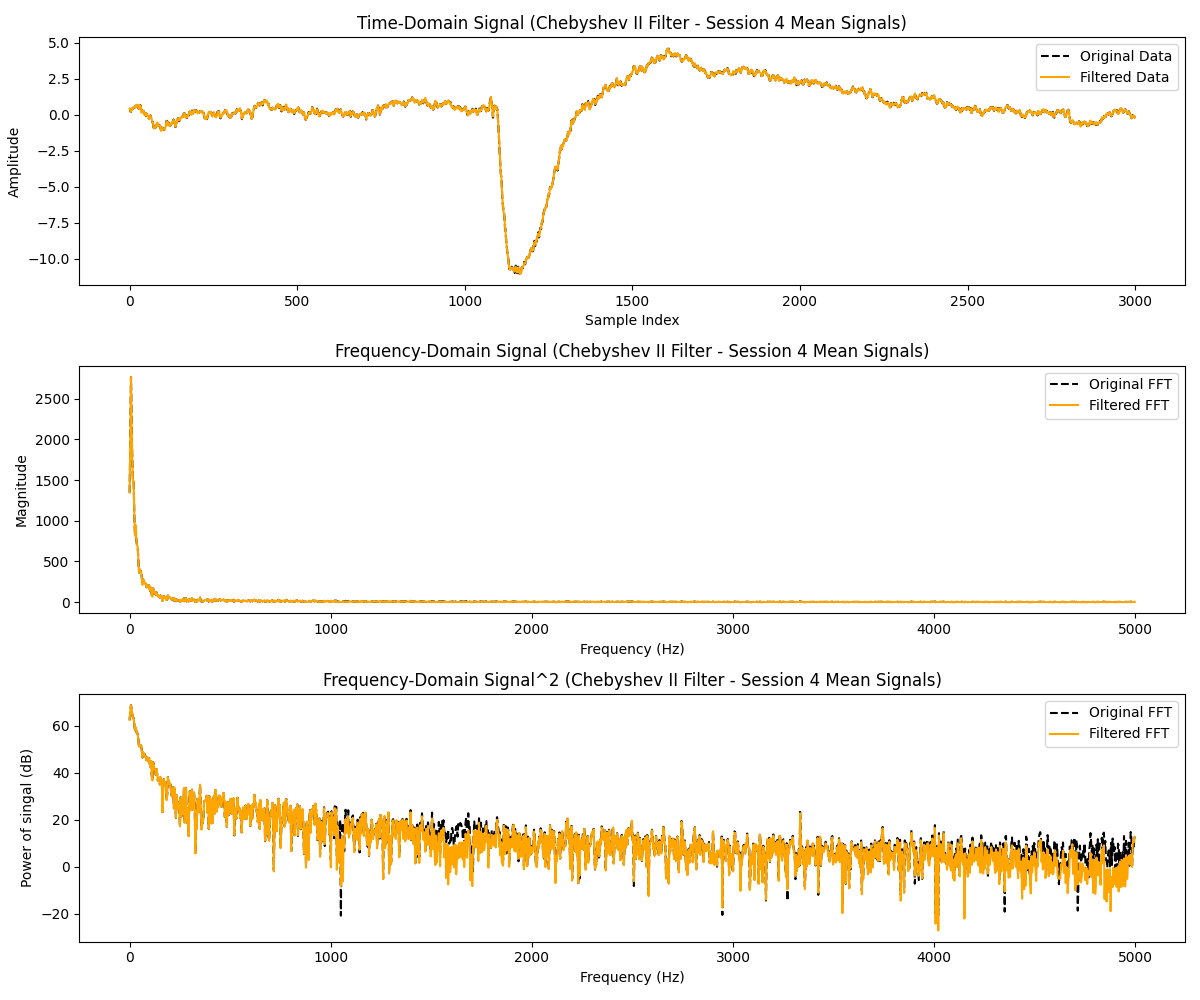 Time-Domain Signal (Chebyshev II Filter - Session 4 Mean Signals)
Amplitude
5.0
2.5
0.0
−2.5
−5.0
−7.5
−10.0
Original Data
Filtered Data
0 500 1000 1500 2000 2500 3000
Sample Index
Frequency-Domain Signal (Chebyshev II Filter - Session 4 Mean Signals)
Magnitude
2500
2000
1500
1000
500
0
Original FFT
Filtered FFT
0 1000 2000 3000 4000 5000
Frequency (Hz)
Frequency-Domain Signal^2 (Chebyshev II Filter - Session 4 Mean Signals)
Power of singal (dB)
60
40
20
0
−20
Original FFT
Filtered FFT
0 1000 2000 3000 4000 5000
Frequency (Hz)